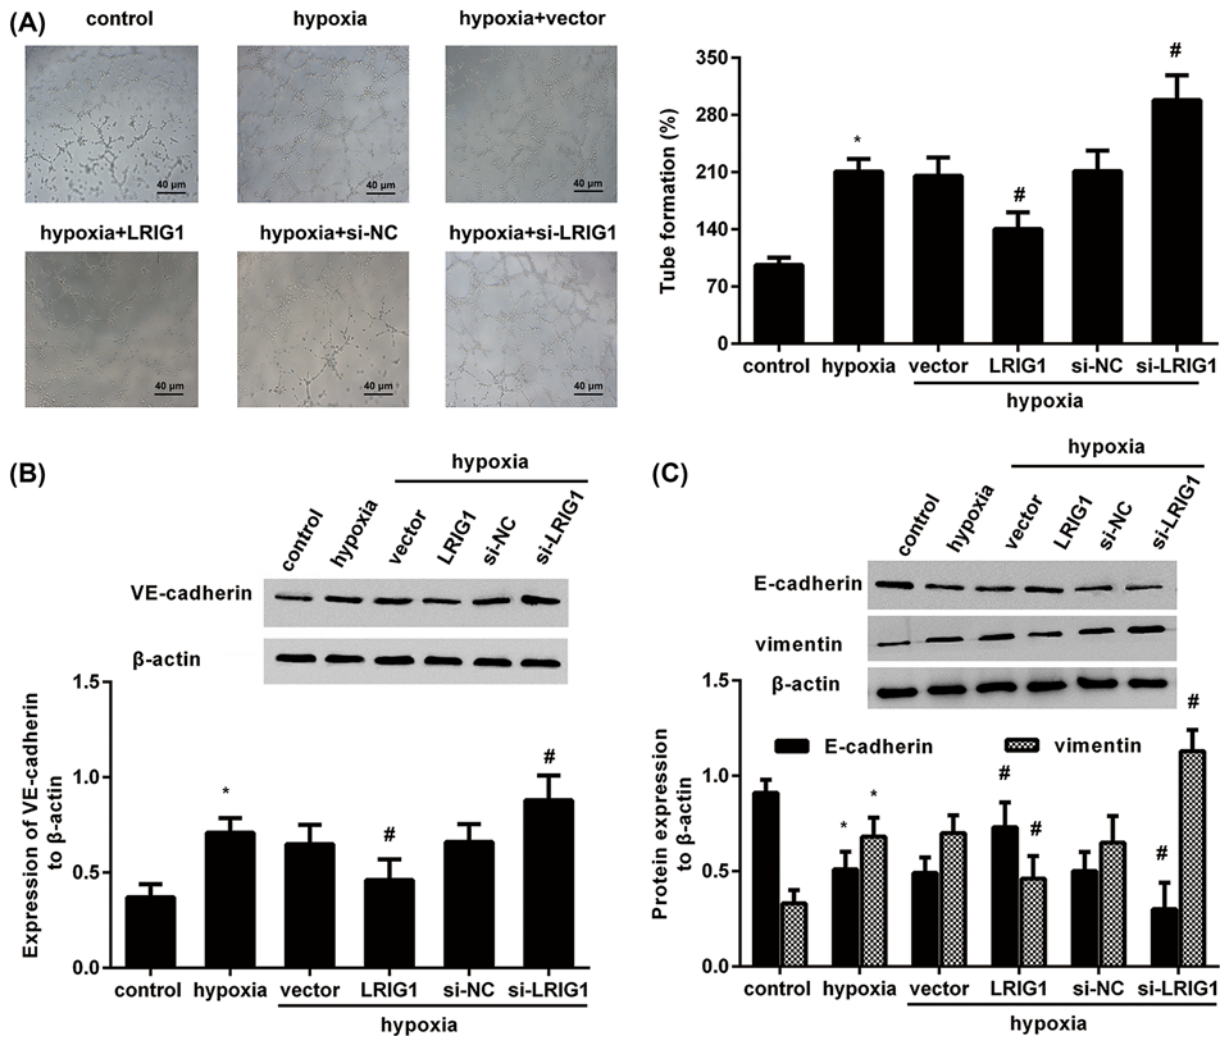 (A)
control hypoxia hypoxia+vector
40 μm 40 μm 40 μm
hypoxia+LRIG1 hypoxia+si-NC hypoxia+si-LRIG1
40 μm 40 μm 40 μm
Tube formation (%)
350
280
210
140
70
0
* # #
control hypoxia vector LRIG1 si-NC si-LRIG1
hypoxia
(B)
hypoxia
control hypoxia vector LRIG1 si-NC si-LRIG1
VE-cadherin
β-actin
Expression of VE-cadherin
to β-actin
1.5
1.0
0.5
0.0
* # #
control hypoxia vector LRIG1 si-NC si-LRIG1
hypoxia
(C)
hypoxia
control hypoxia vector LRIG1 si-NC si-LRIG1
E-cadherin
vimentin
β-actin
Protein expression
to β-actin
1.5
1.0
0.5
0.0
E-cadherin vimentin
* * # # # #
control hypoxia vector LRIG1 si-NC si-LRIG1
hypoxia